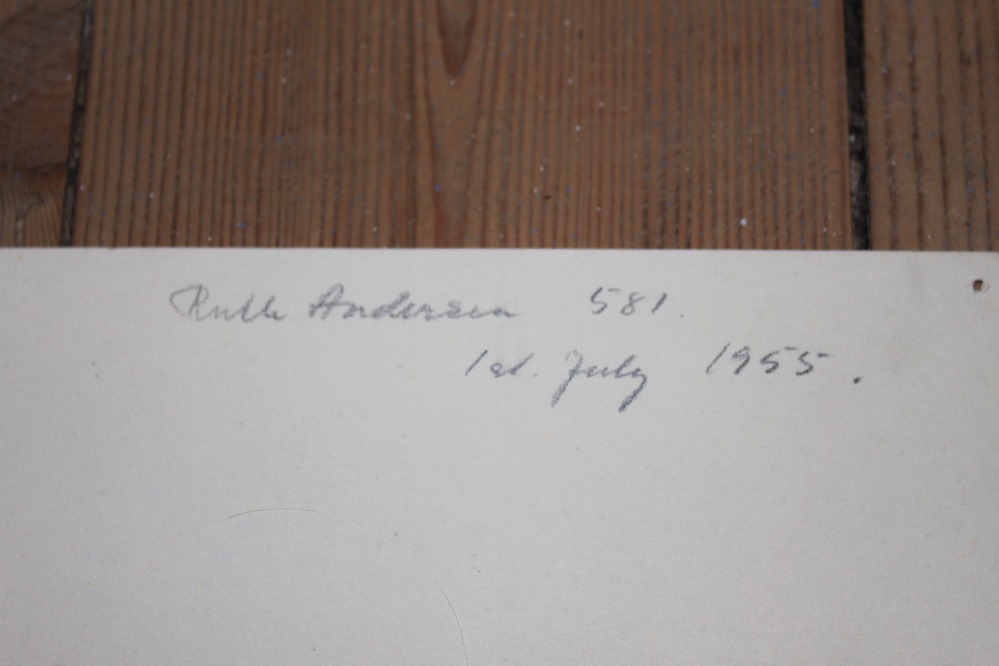 Ruth Andersen 581.
1st. July 1955.